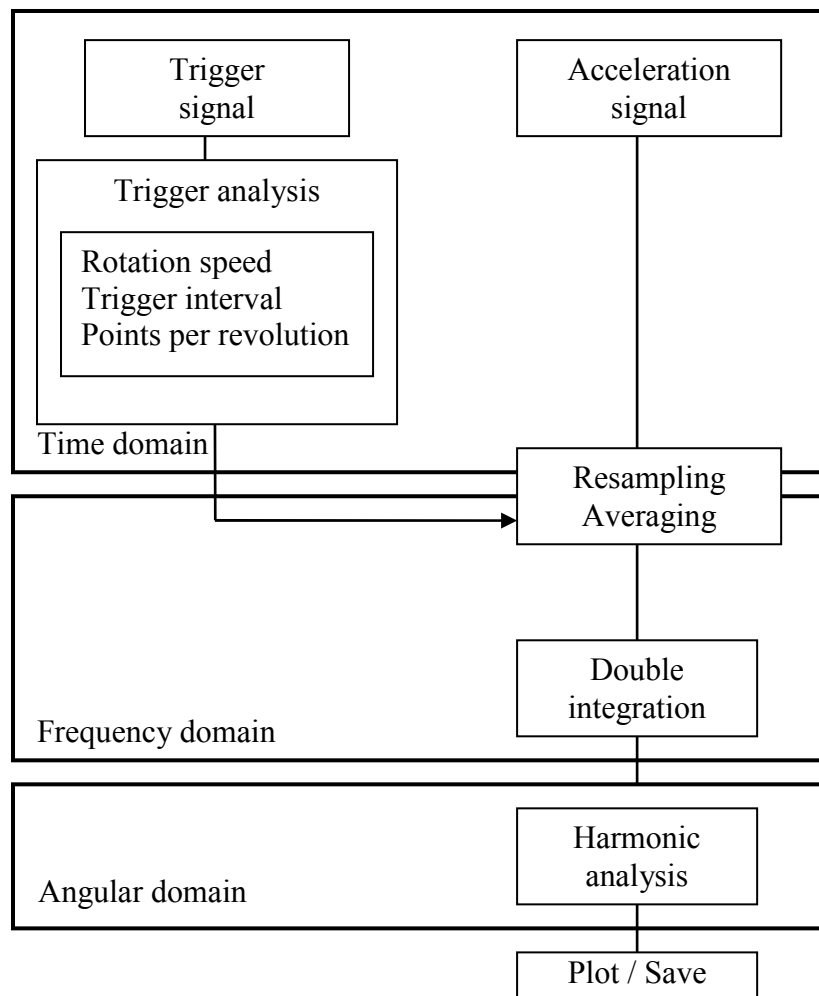 Trigger
signal
Acceleration
signal
Trigger analysis
Rotation speed
Trigger interval
Points per revolution
Time domain
Resampling
Averaging
Double
integration
Frequency domain
Harmonic
analysis
Angular domain
Plot / Save